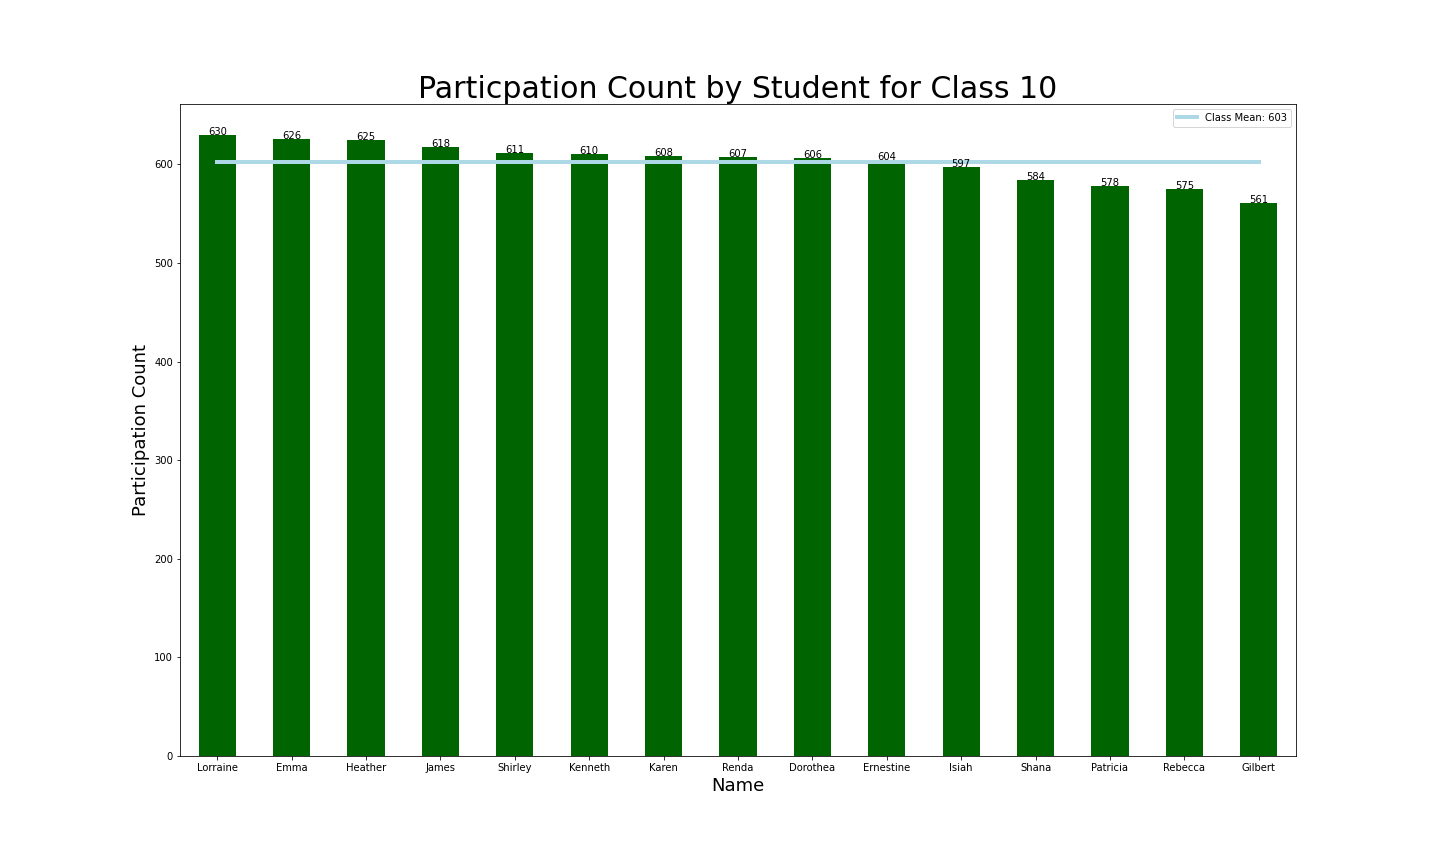 Particpation Count by Student for Class 10
Class Mean: 603
630 626 625 618 611 610 608 607 606 604 597 584 578 575 561
600
500
400
300
200
100
0
Participation Count
Lorraine Emma Heather James Shirley Kenneth Karen Renda Dorothea Ernestine Isiah Shana Patricia Rebecca Gilbert
Name